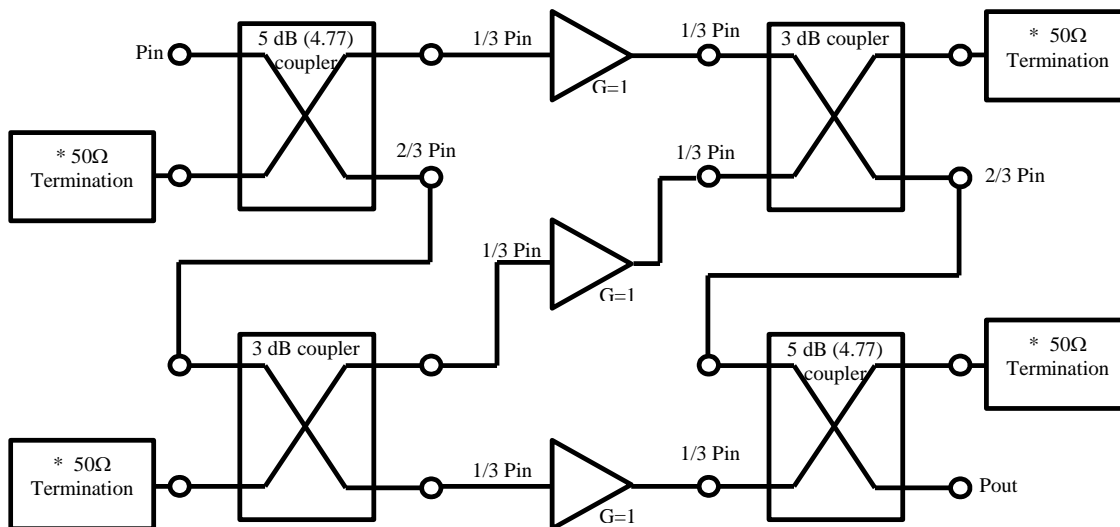 5 dB (4.77)
coupler
1/3 Pin
1/3 Pin
3 dB coupler
* 50Ω
Termination
Pin
G=1
* 50Ω
Termination
2/3 Pin
1/3 Pin
2/3 Pin
1/3 Pin
G=1
3 dB coupler
5 dB (4.77)
coupler
* 50Ω
Termination
* 50Ω
Termination
1/3 Pin
1/3 Pin
Pout
G=1